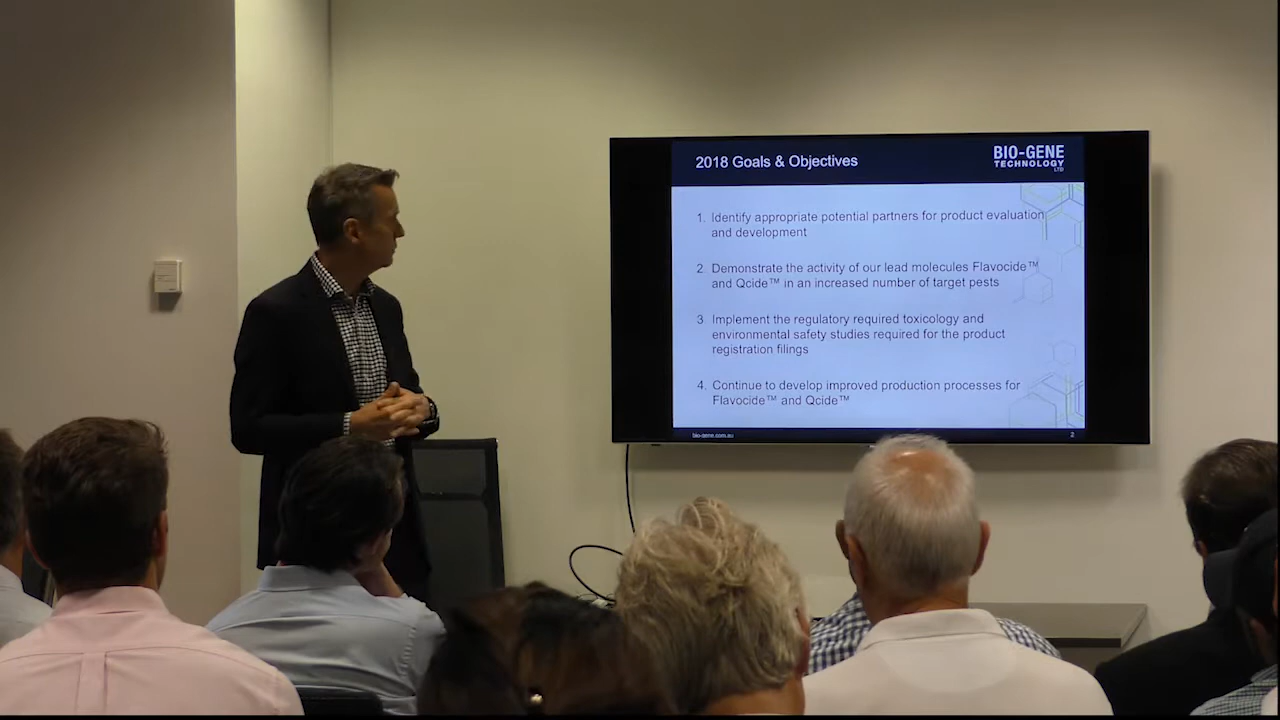 2018 Goals & Objectives
BIO-GENE
TECHNOLOGY
LTD
1. Identify appropriate potential partners for product evaluation
and development
2. Demonstrate the activity of our lead molecules Flavocide™
and Qcide™ in an increased number of target pests
3 Implement the regulatory required toxicology and
environmental safety studies required for the product
registration filings
4. Continue to develop improved production processes for
Flavocide™ and Qcide™
bio-gene.com.au 2